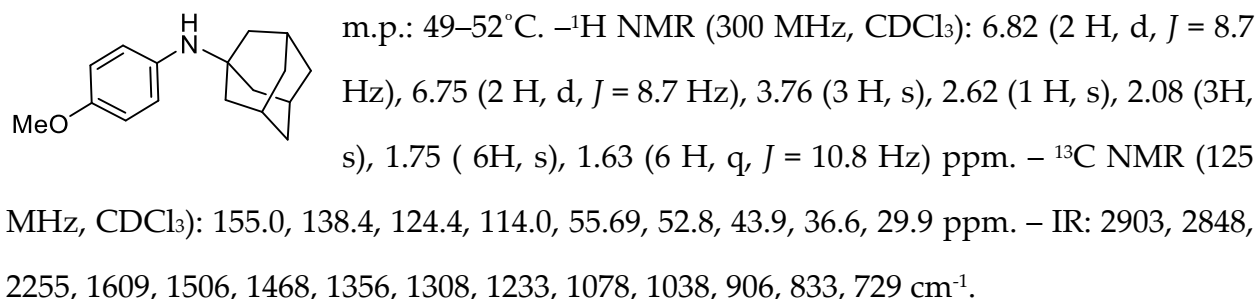 H
N
MeO
m.p.: 49–52°C. –¹H NMR (300 MHz, CDCl₃): 6.82 (2 H, d, J = 8.7
Hz), 6.75 (2 H, d, J = 8.7 Hz), 3.76 (3 H, s), 2.62 (1 H, s), 2.08 (3H,
s), 1.75 ( 6H, s), 1.63 (6 H, q, J = 10.8 Hz) ppm. – ¹³C NMR (125
MHz, CDCl₃): 155.0, 138.4, 124.4, 114.0, 55.69, 52.8, 43.9, 36.6, 29.9 ppm. – IR: 2903, 2848,
2255, 1609, 1506, 1468, 1356, 1308, 1233, 1078, 1038, 906, 833, 729 cm⁻¹.